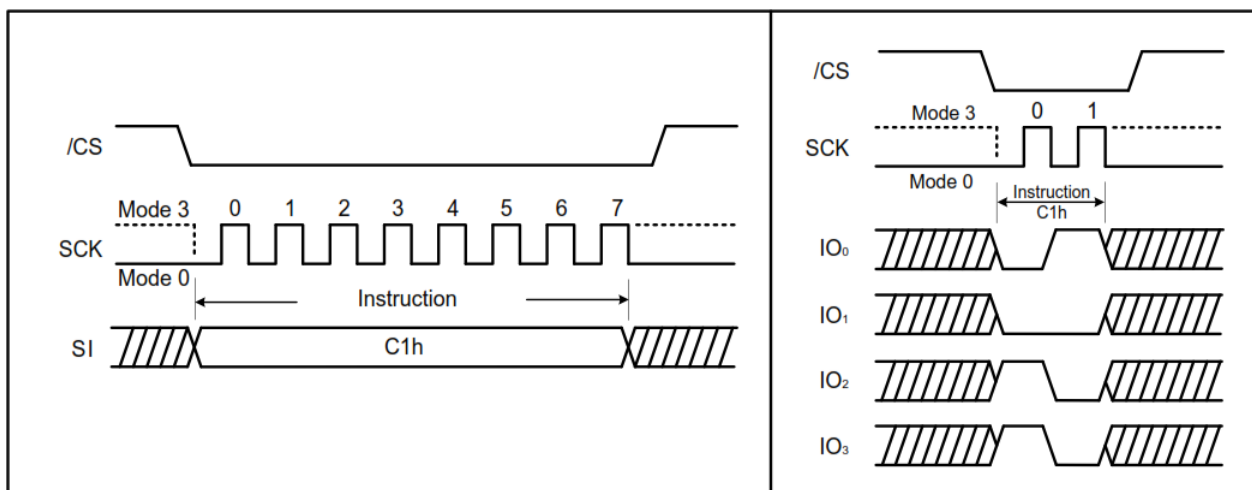 /CS
Mode 3
0 1 2 3 4 5 6 7
SCK
Mode 0
Instruction
SI
C1h
/CS
Mode 3
0 1
SCK
Mode 0
Instruction
C1h
IO₀
IO₁
IO₂
IO₃